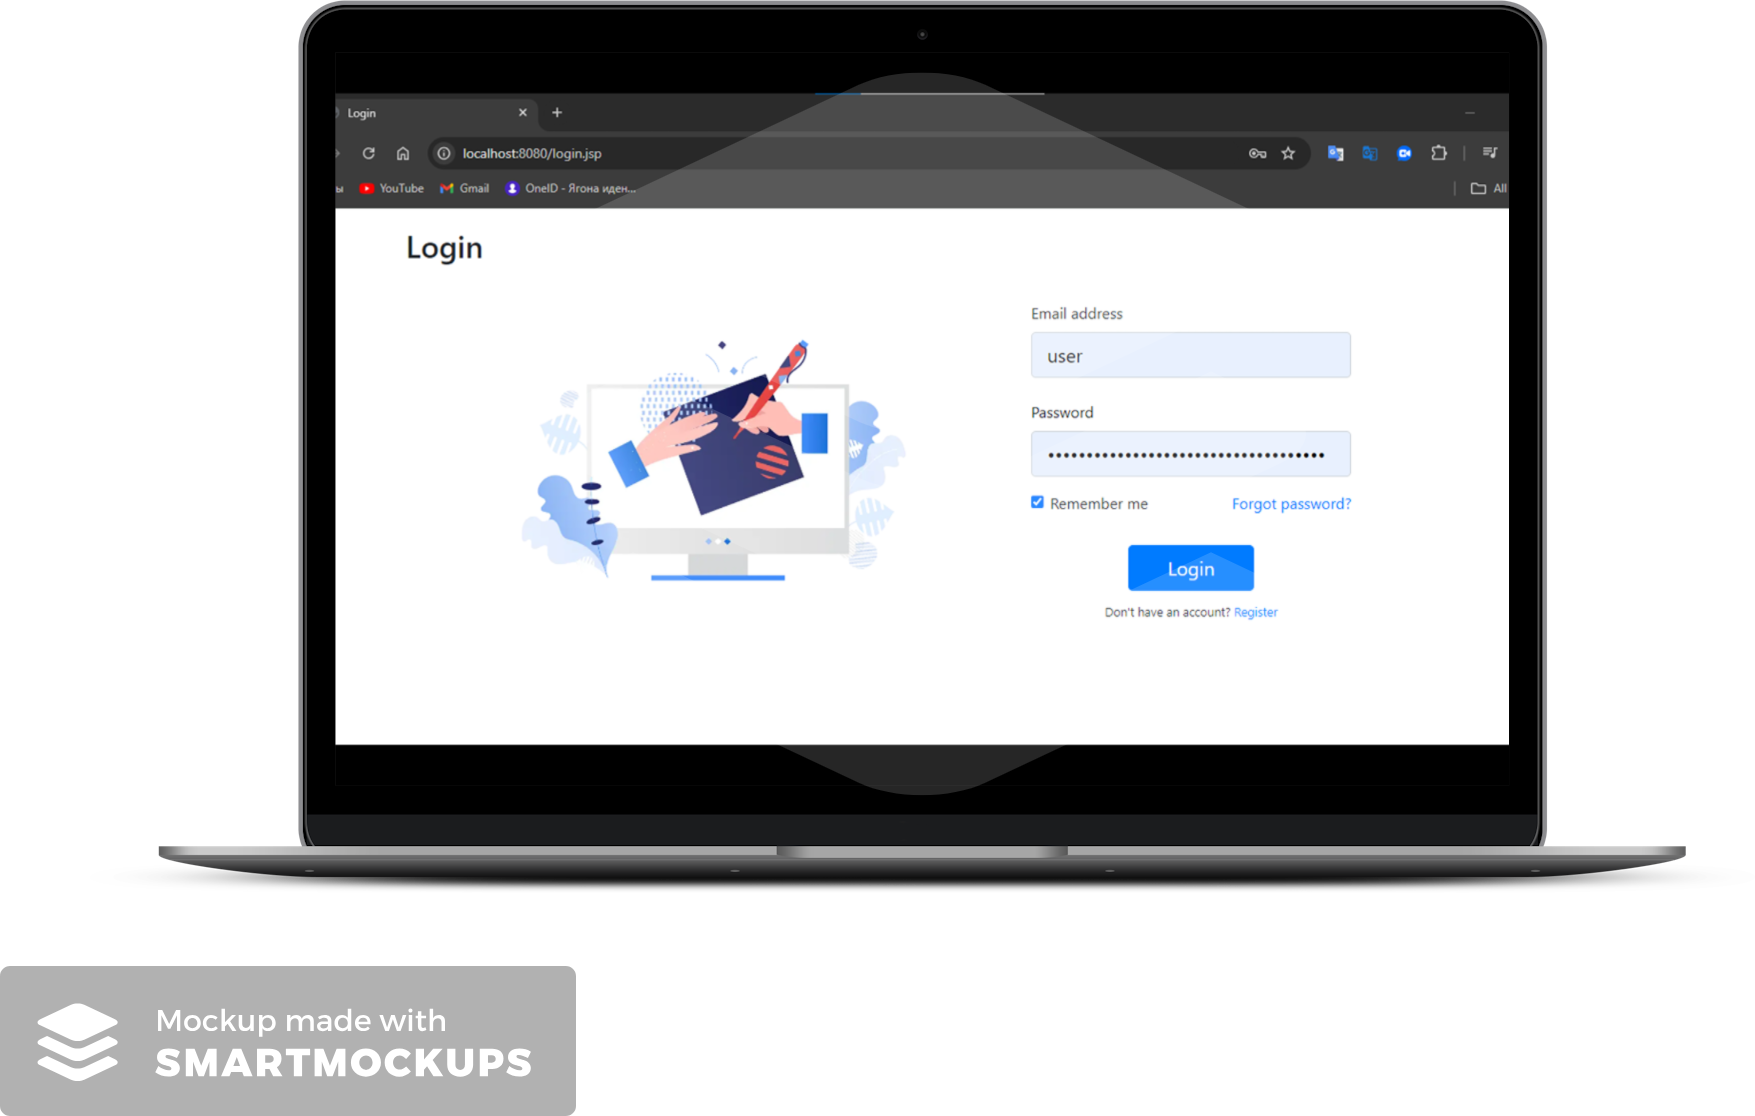 Login
localhost:8080/login.jsp
ы YouTube Gmail OneID - Ягона иден... All
Login
Email address
user
Password
Remember me Forgot password?
Login
Don't have an account? Register
Mockup made with
SMARTMOCKUPS